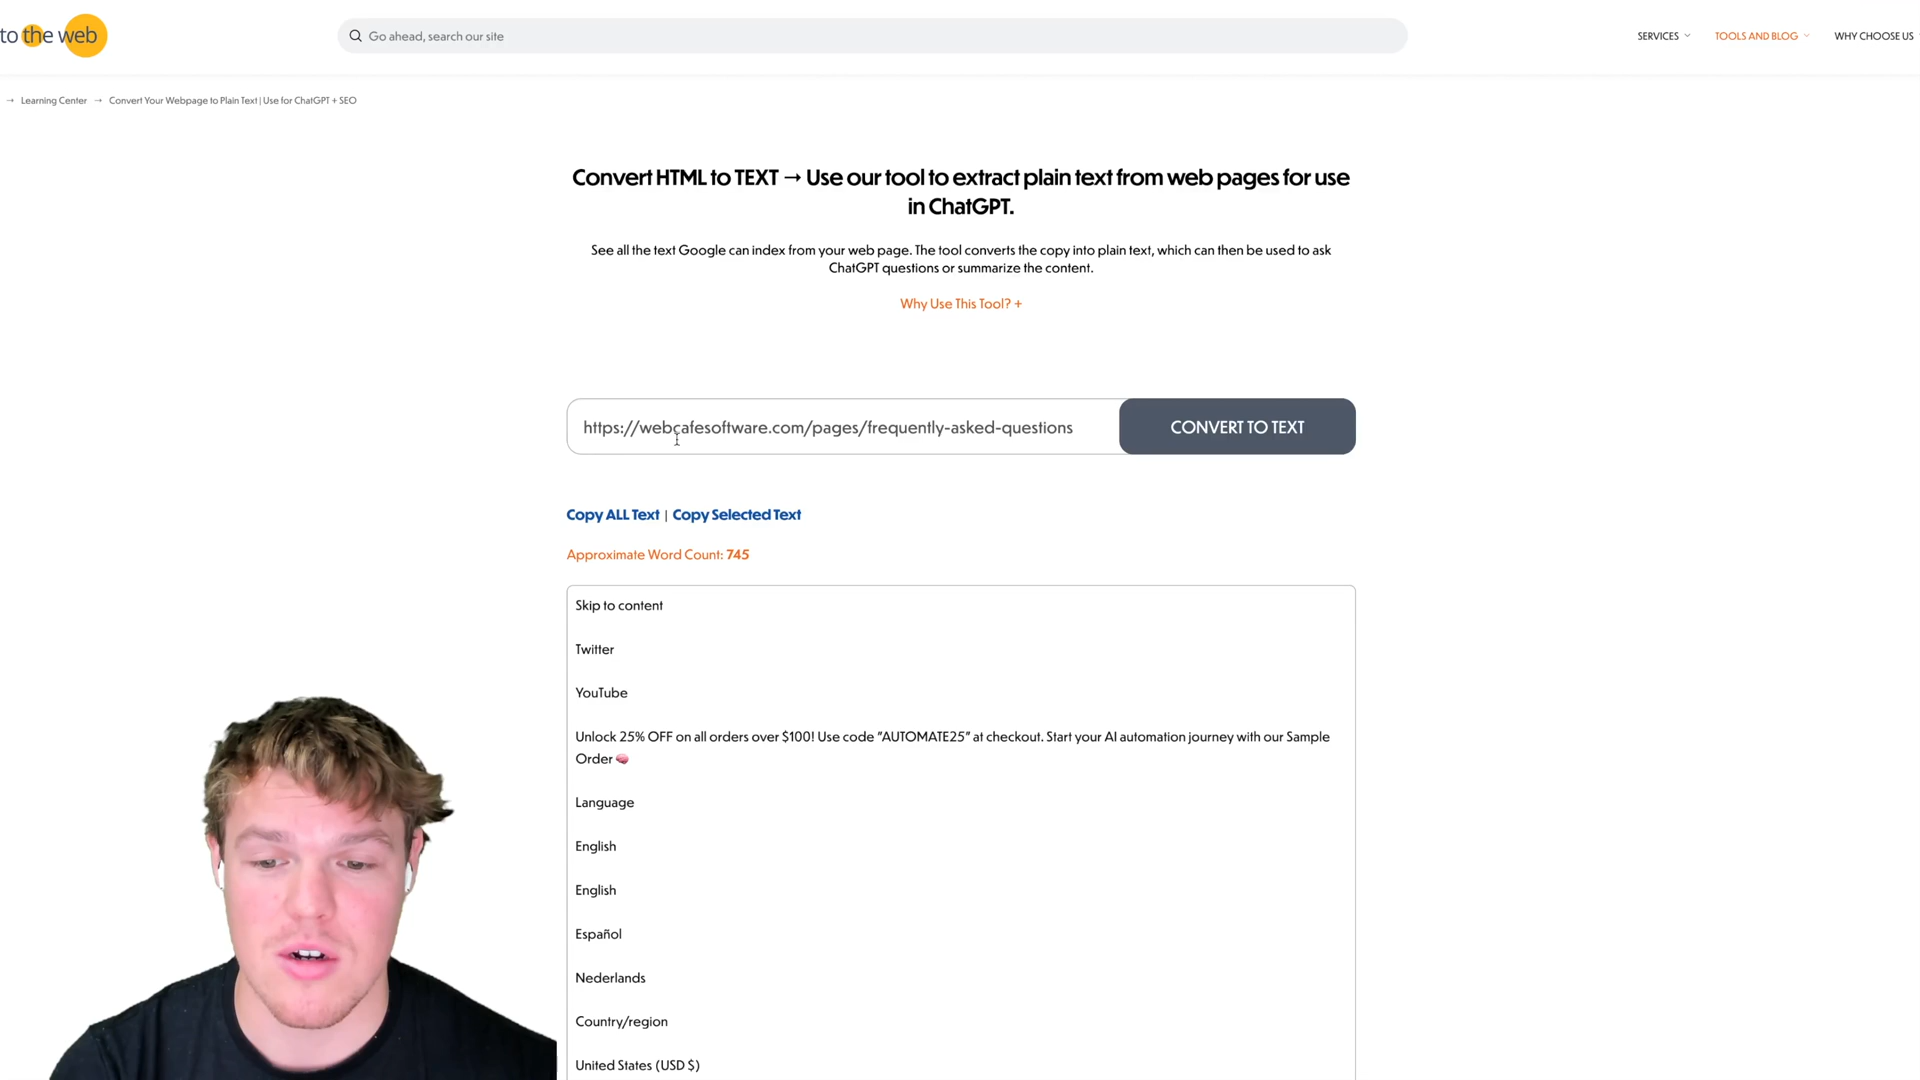 to the web
Go ahead, search our site
SERVICES
TOOLS AND BLOG
WHY CHOOSE US
→ Learning Center → Convert Your Webpage to Plain Text | Use for ChatGPT + SEO
Convert HTML to TEXT → Use our tool to extract plain text from web pages for use
in ChatGPT.
See all the text Google can index from your web page. The tool converts the copy into plain text, which can then be used to ask
ChatGPT questions or summarize the content.
Why Use This Tool? +
https://webcafesoftware.com/pages/frequently-asked-questions
CONVERT TO TEXT
Copy ALL Text | Copy Selected Text
Approximate Word Count: 745
Skip to content
Twitter
YouTube
Unlock 25% OFF on all orders over $100! Use code "AUTOMATE25" at checkout. Start your AI automation journey with our Sample
Order 🧠
Language
English
English
Español
Nederlands
Country/region
United States (USD $)